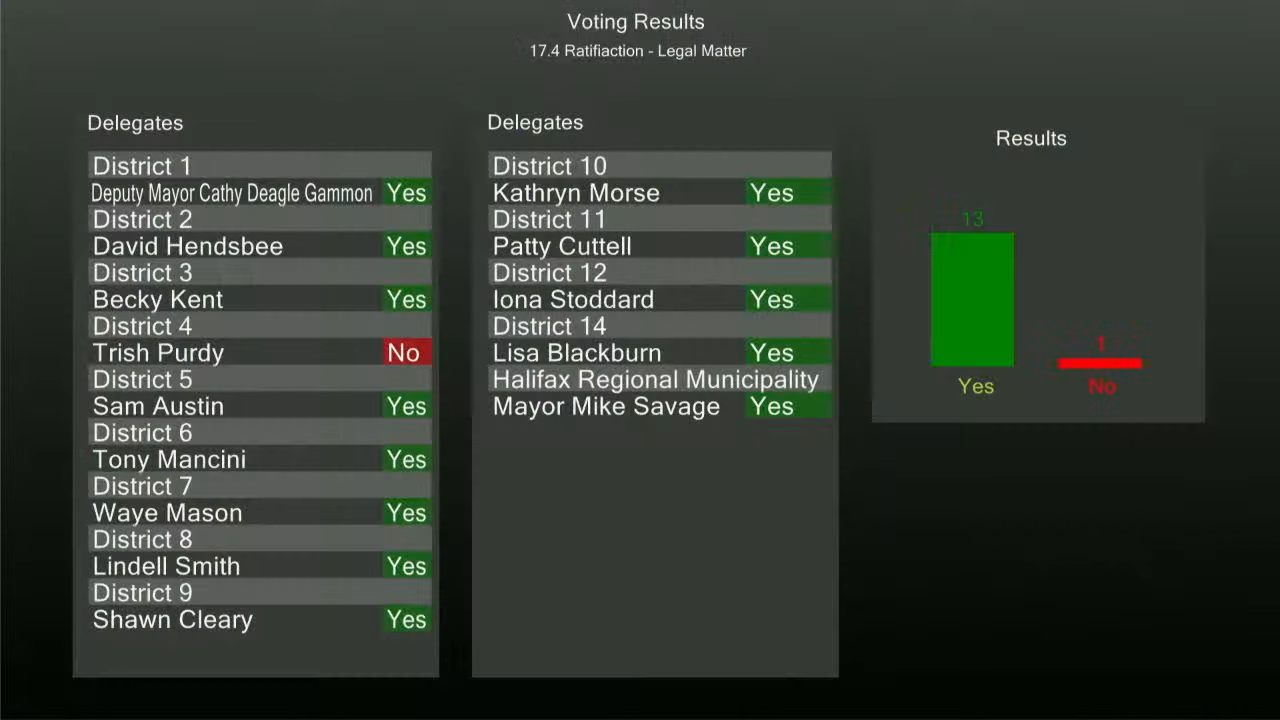 Voting Results
17.4 Ratifiaction - Legal Matter
Delegates
District 1
Deputy Mayor Cathy Deagle Gammon Yes
District 2
David Hendsbee Yes
District 3
Becky Kent Yes
District 4
Trish Purdy No
District 5
Sam Austin Yes
District 6
Tony Mancini Yes
District 7
Waye Mason Yes
District 8
Lindell Smith Yes
District 9
Shawn Cleary Yes
Delegates
District 10
Kathryn Morse Yes
District 11
Patty Cuttell Yes
District 12
Iona Stoddard Yes
District 14
Lisa Blackburn Yes
Halifax Regional Municipality
Mayor Mike Savage Yes
Results
13
1
Yes
No